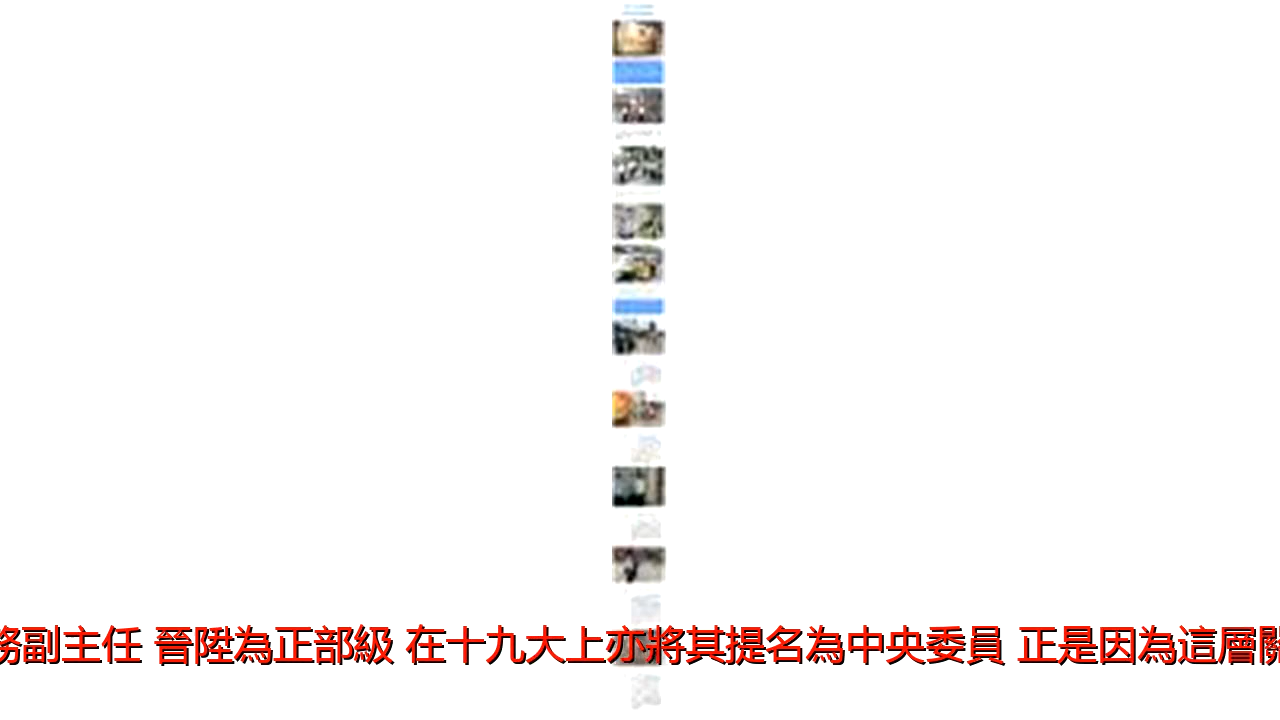 務副主任 晉陞為正部級 在十九大上亦將其提名為中央委員 正是因為這層關